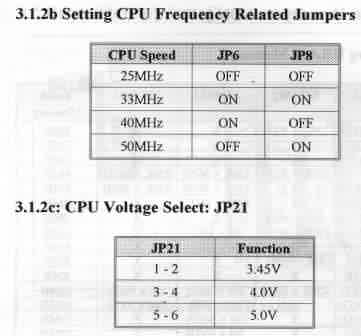 3.1.2b Setting CPU Frequency Related Jumpers
CPU Speed JP6 JP8
25MHz OFF OFF
33MHz ON ON
40MHz ON OFF
50MHz OFF ON
3.1.2c: CPU Voltage Select: JP21
JP21 Function
1 - 2 3.45V
3 - 4 4.0V
5 - 6 5.0V